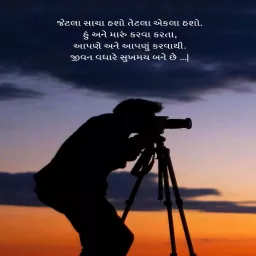 જેટલા સાચા હશો તેટલા એકલા હશો.
હું અને મારું કરવા કરતા,
આપણે અને આપણું કરવાથી.
જીવન વધારે સુખમય બને છે ...|